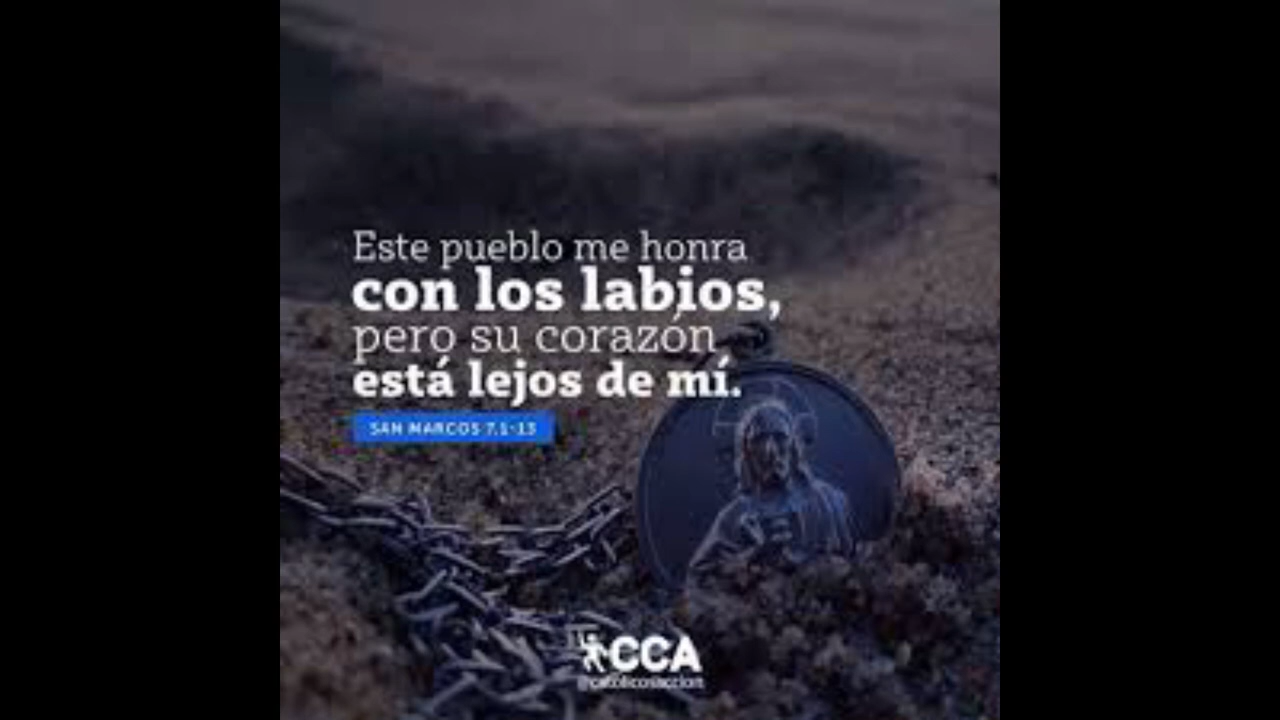 Este pueblo me honra
con los labios,
pero su corazón
está lejos de mí.
SAN MARCOS 7,1-13
CCA
@catolicosaccion